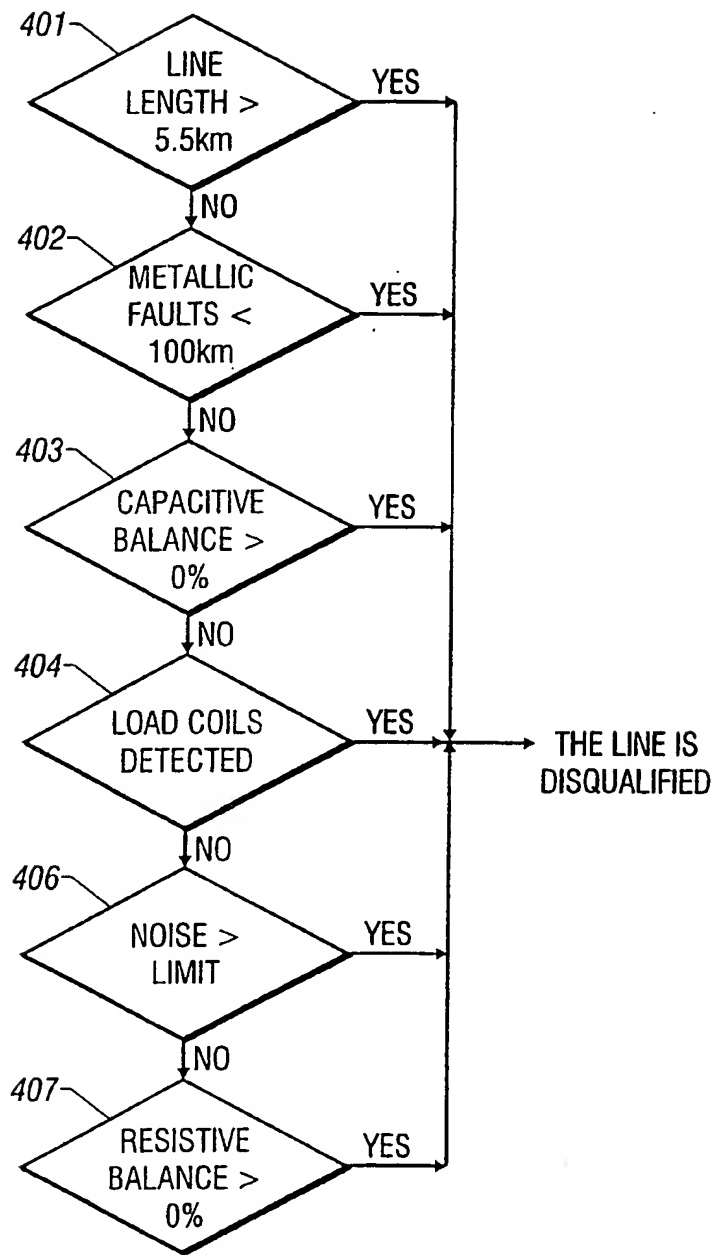 401
LINE
LENGTH >
5.5km
YES
NO
402
METALLIC
FAULTS <
100km
YES
NO
403
CAPACITIVE
BALANCE >
0%
YES
NO
404
LOAD COILS
DETECTED
YES
THE LINE IS
DISQUALIFIED
NO
406
NOISE >
LIMIT
YES
NO
407
RESISTIVE
BALANCE >
0%
YES